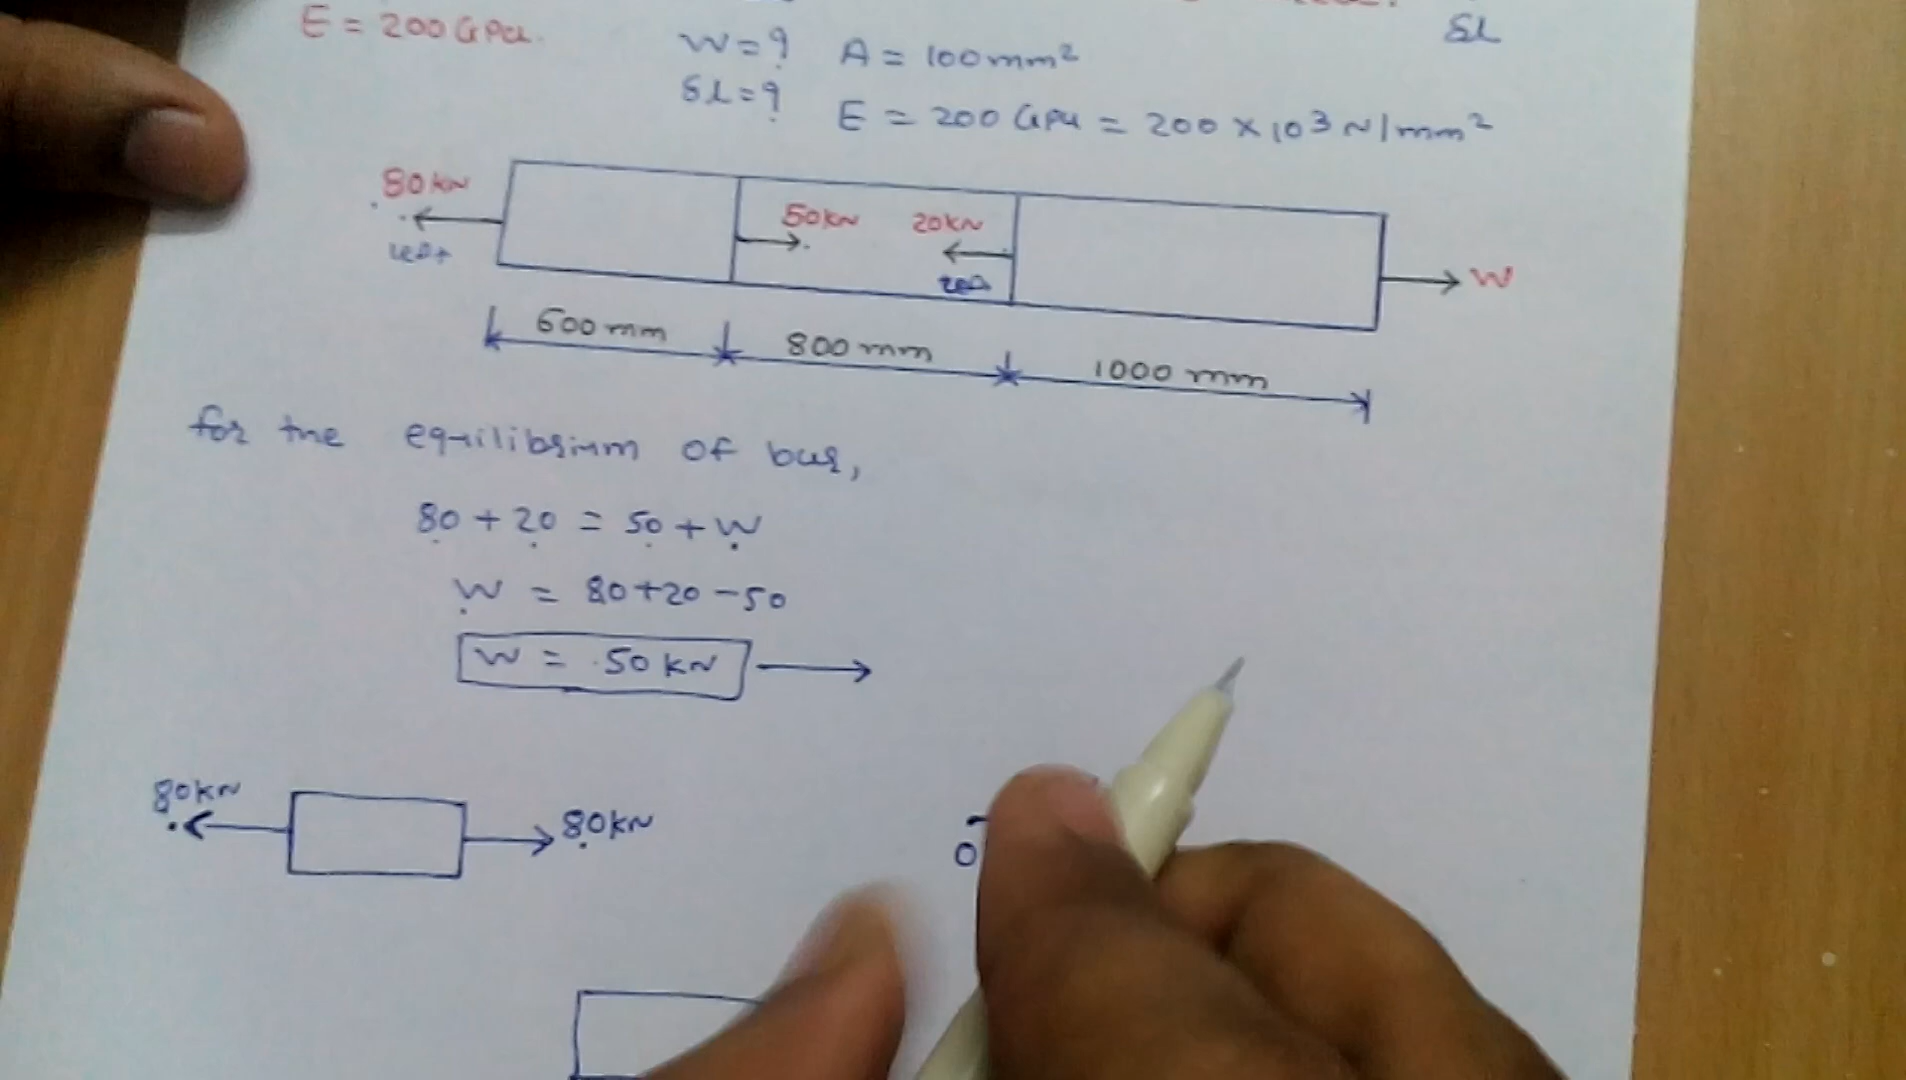 E = 200 GPa.
W = ? A = 100 mm²
δL
δL = ? E = 200 GPa = 200 × 10³ N/mm²
80 kN
50 kN 20 kN
left
W
600 mm 800 mm 1000 mm
for the equilibrium of bar,
80 + 20 = 50 + W
W = 80 + 20 - 50
W = 50 kN
80 kN 80 kN